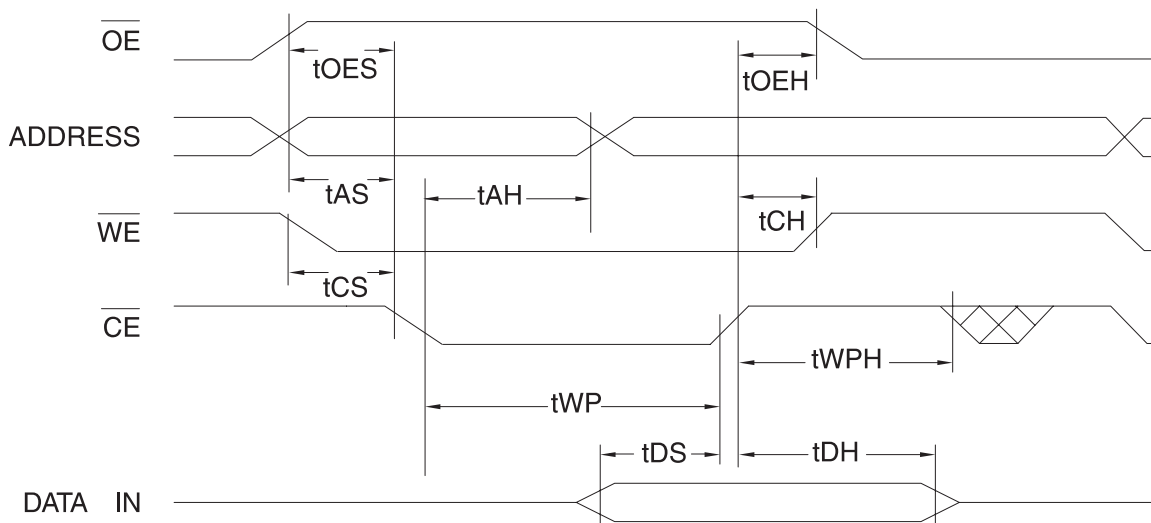 OE
tOES
tOEH
ADDRESS
tAS
tAH
tCH
WE
tCS
CE
tWPH
tWP
tDS
tDH
DATA IN